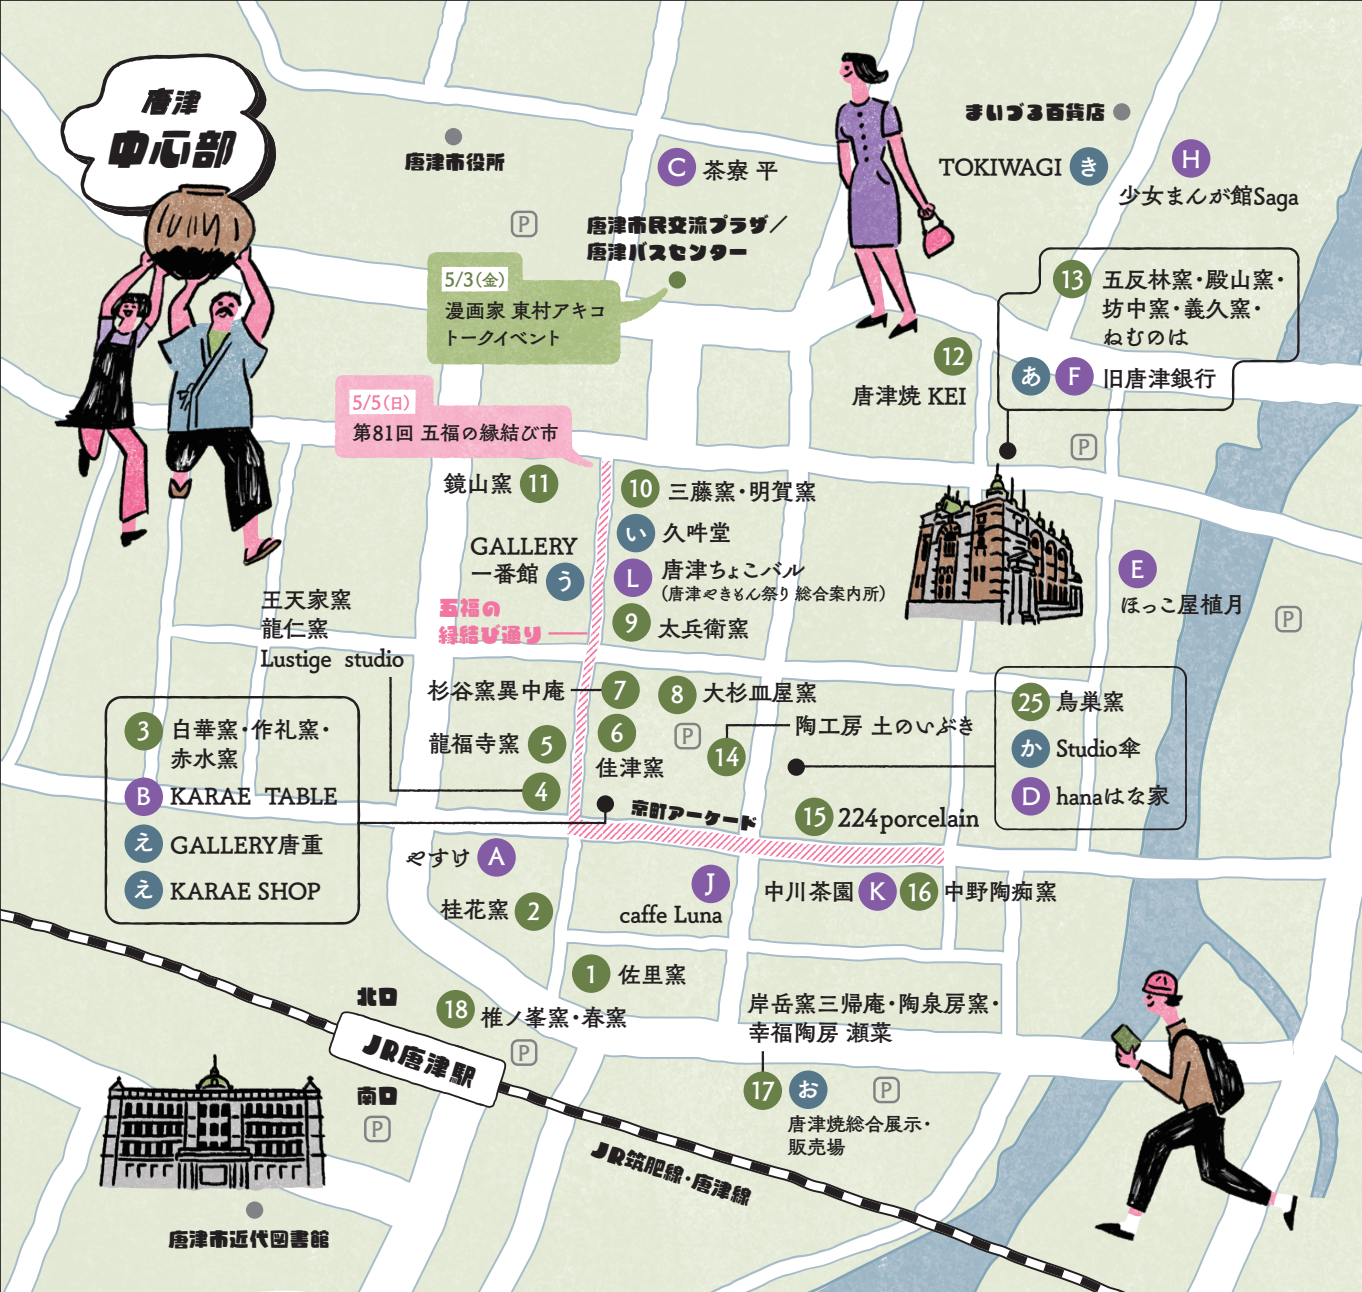 唐津
中心部
唐津市役所
P
C 茶寮 平
唐津市民交流プラザ／
唐津バスセンター
5/3(金)
漫画家 東村アキコ
トークイベント
まいづる百貨店
TOKIWAGI き
H
少女まんが館Saga
13 五反林窯・殿山窯・
坊中窯・義久窯・
ねむのは
あ F 旧唐津銀行
12
唐津焼 KEI
P
5/5(日)
第81回 五福の縁結び市
鏡山窯 11
10 三藤窯・明賀窯
い 久吽堂
GALLERY
一番館 う
L 唐津ちょこバル
(唐津やきもん祭り 総合案内所)
五福の
縁結び通り
9 太兵衛窯
E
ほっこ屋植月
P
王天家窯
龍仁窯
Lustige studio
杉谷窯異中庵 7
8 大杉皿屋窯
龍福寺窯 5
6
佳津窯
P
14
陶工房 土のいぶき
4
25 鳥巣窯
か Studio傘
D hanaはな家
3 白華窯・作礼窯・
赤水窯
B KARAE TABLE
え GALLERY唐重
え KARAE SHOP
京町アーケード
15 224porcelain
やすけ A
J
caffe Luna
中川茶園 K 16 中野陶痴窯
桂花窯 2
1 佐里窯
北口
18 椎ノ峯窯・春窯
P
JR唐津駅
南口
P
岸岳窯三帰庵・陶泉房窯・
幸福陶房 瀬菜
17 お P
唐津焼総合展示・
販売場
JR筑肥線・唐津線
唐津市近代図書館